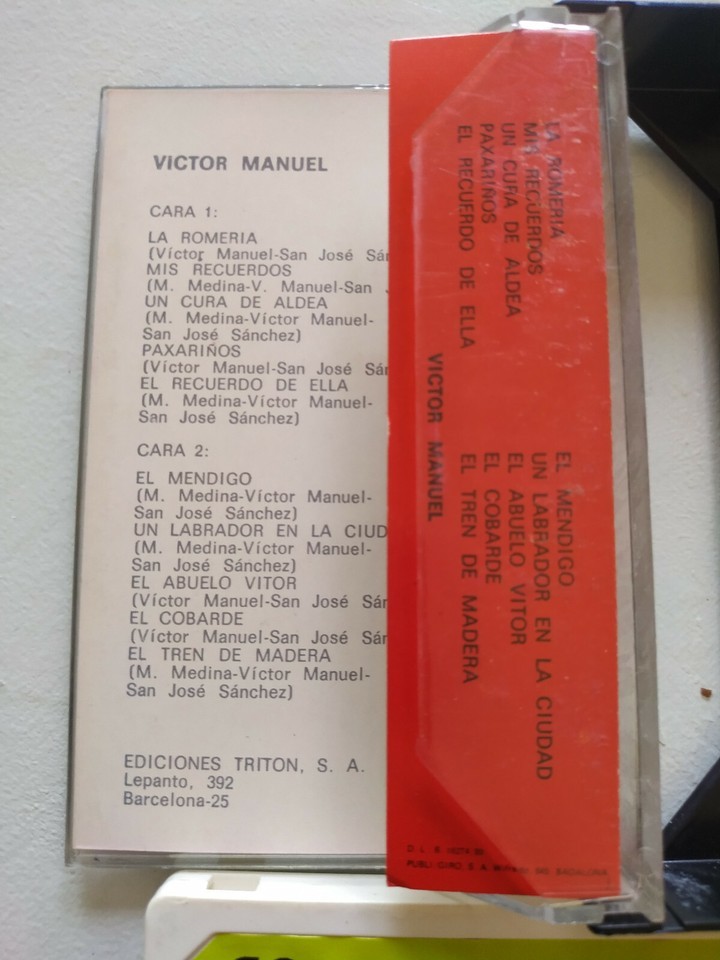 VICTOR MANUEL
CARA 1:
LA ROMERIA
(Víctor Manuel-San José Sán
MIS RECUERDOS
(M. Medina-V. Manuel-San
UN CURA DE ALDEA
(M. Medina-Víctor Manuel-
San José Sánchez)
PAXARIÑOS
(Víctor Manuel-San José Sán
EL RECUERDO DE ELLA
(M. Medina-Víctor Manuel-
San José Sánchez)
CARA 2:
EL MENDIGO
(M. Medina-Víctor Manuel-
San José Sánchez)
UN LABRADOR EN LA CIUD
(M. Medina-Víctor Manuel-
San José Sánchez)
EL ABUELO VITOR
(Víctor Manuel-San José Sán
EL COBARDE
(Víctor Manuel-San José Sán
EL TREN DE MADERA
(M. Medina-Víctor Manuel-
San José Sánchez)
EDICIONES TRITON, S. A.
Lepanto, 392
Barcelona-25
LA ROMERIA
MIS RECUERDOS
UN CURA DE ALDEA
PAXARIÑOS
EL RECUERDO DE ELLA
EL MENDIGO
UN LABRADOR EN LA CIUDAD
EL ABUELO VITOR
EL COBARDE
EL TREN DE MADERA
VICTOR MANUEL
D. L. B.
S. A. BADALONA